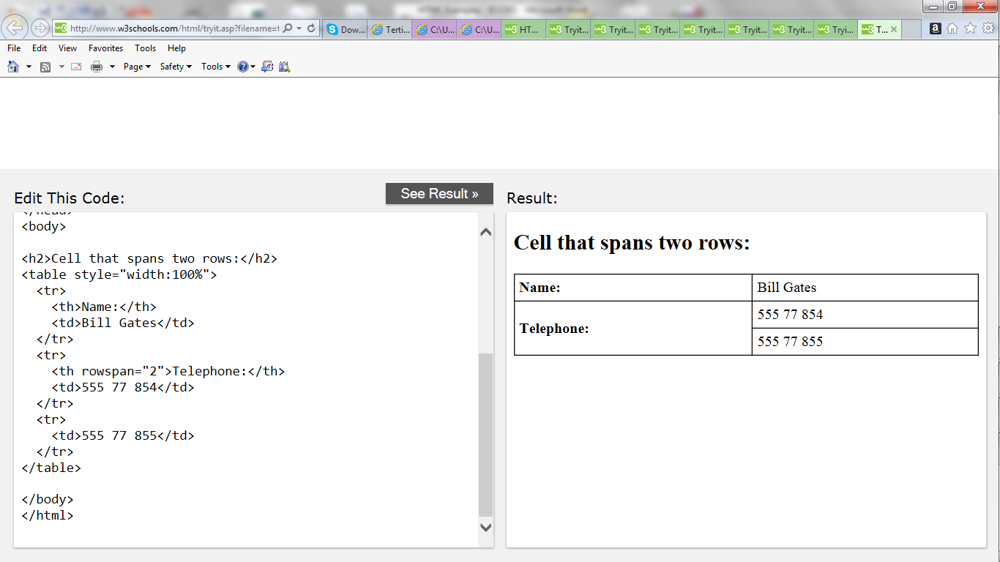 http://www.w3schools.com/html/tryit.asp?filename=t
Dow...
Terti...
C:\U...
C:\U...
HT...
Tryit...
Tryit...
Tryit...
Tryit...
Tryit...
Tryit...
Tryi...
T...
File Edit View Favorites Tools Help
Page Safety Tools
Edit This Code:
See Result »
</head>
<body>
<h2>Cell that spans two rows:</h2>
<table style="width:100%">
<tr>
<th>Name:</th>
<td>Bill Gates</td>
</tr>
<tr>
<th rowspan="2">Telephone:</th>
<td>555 77 854</td>
</tr>
<tr>
<td>555 77 855</td>
</tr>
</table>
</body>
</html>
Result:
Cell that spans two rows:
Name: Bill Gates
Telephone: 555 77 854
555 77 855